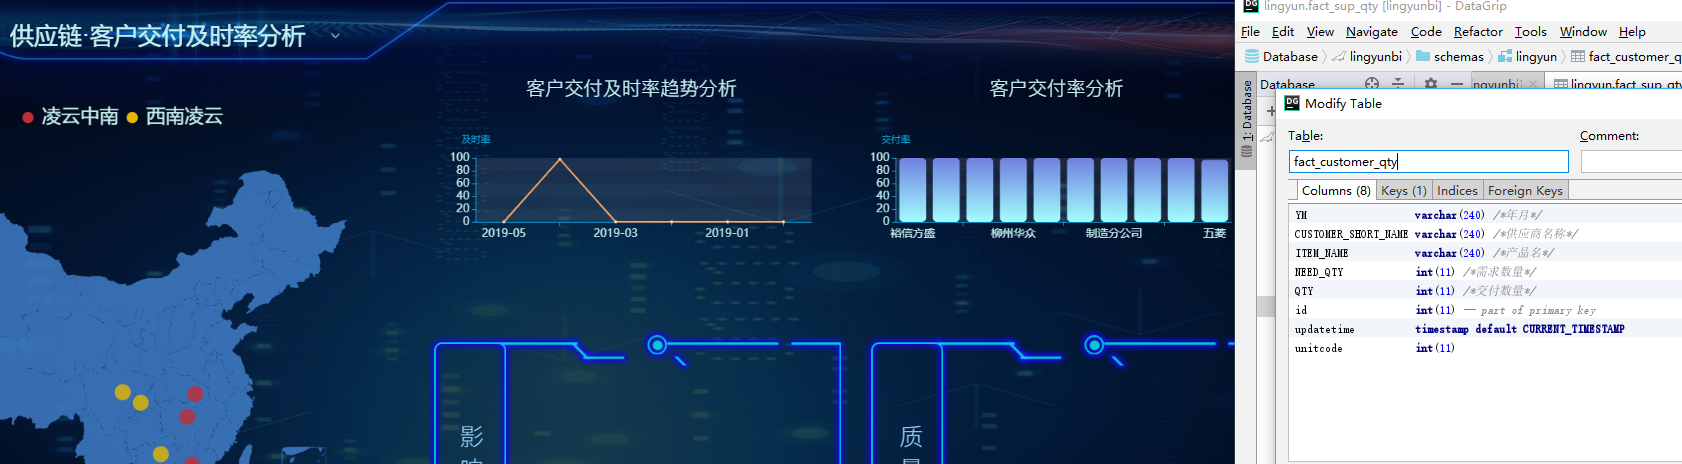 供应链·客户交付及时率分析
凌云中南 西南凌云
客户交付及时率趋势分析
及时率
100
80
60
40
20
0
2019-05 2019-03 2019-01
客户交付率分析
交付率
100
80
60
40
20
0
裕信方盛 柳州华众 制造分公司 五菱
影
质
lingyun.fact_sup_qty [lingyunbi] - DataGrip
File Edit View Navigate Code Refactor Tools Window Help
Database lingyunbi schemas lingyun fact_customer_q
Database
ngyunbi] lingyun.fact_sup_qty
1: Database
Modify Table
Table: Comment:
fact_customer_qty
Columns (8) Keys (1) Indices Foreign Keys
YM varchar(240) /*年月*/
CUSTOMER_SHORT_NAME varchar(240) /*供应商名称*/
ITEM_NAME varchar(240) /*产品名*/
NEED_QTY int(11) /*需求数量*/
QTY int(11) /*交付数量*/
id int(11) — part of primary key
updatetime timestamp default CURRENT_TIMESTAMP
unitcode int(11)